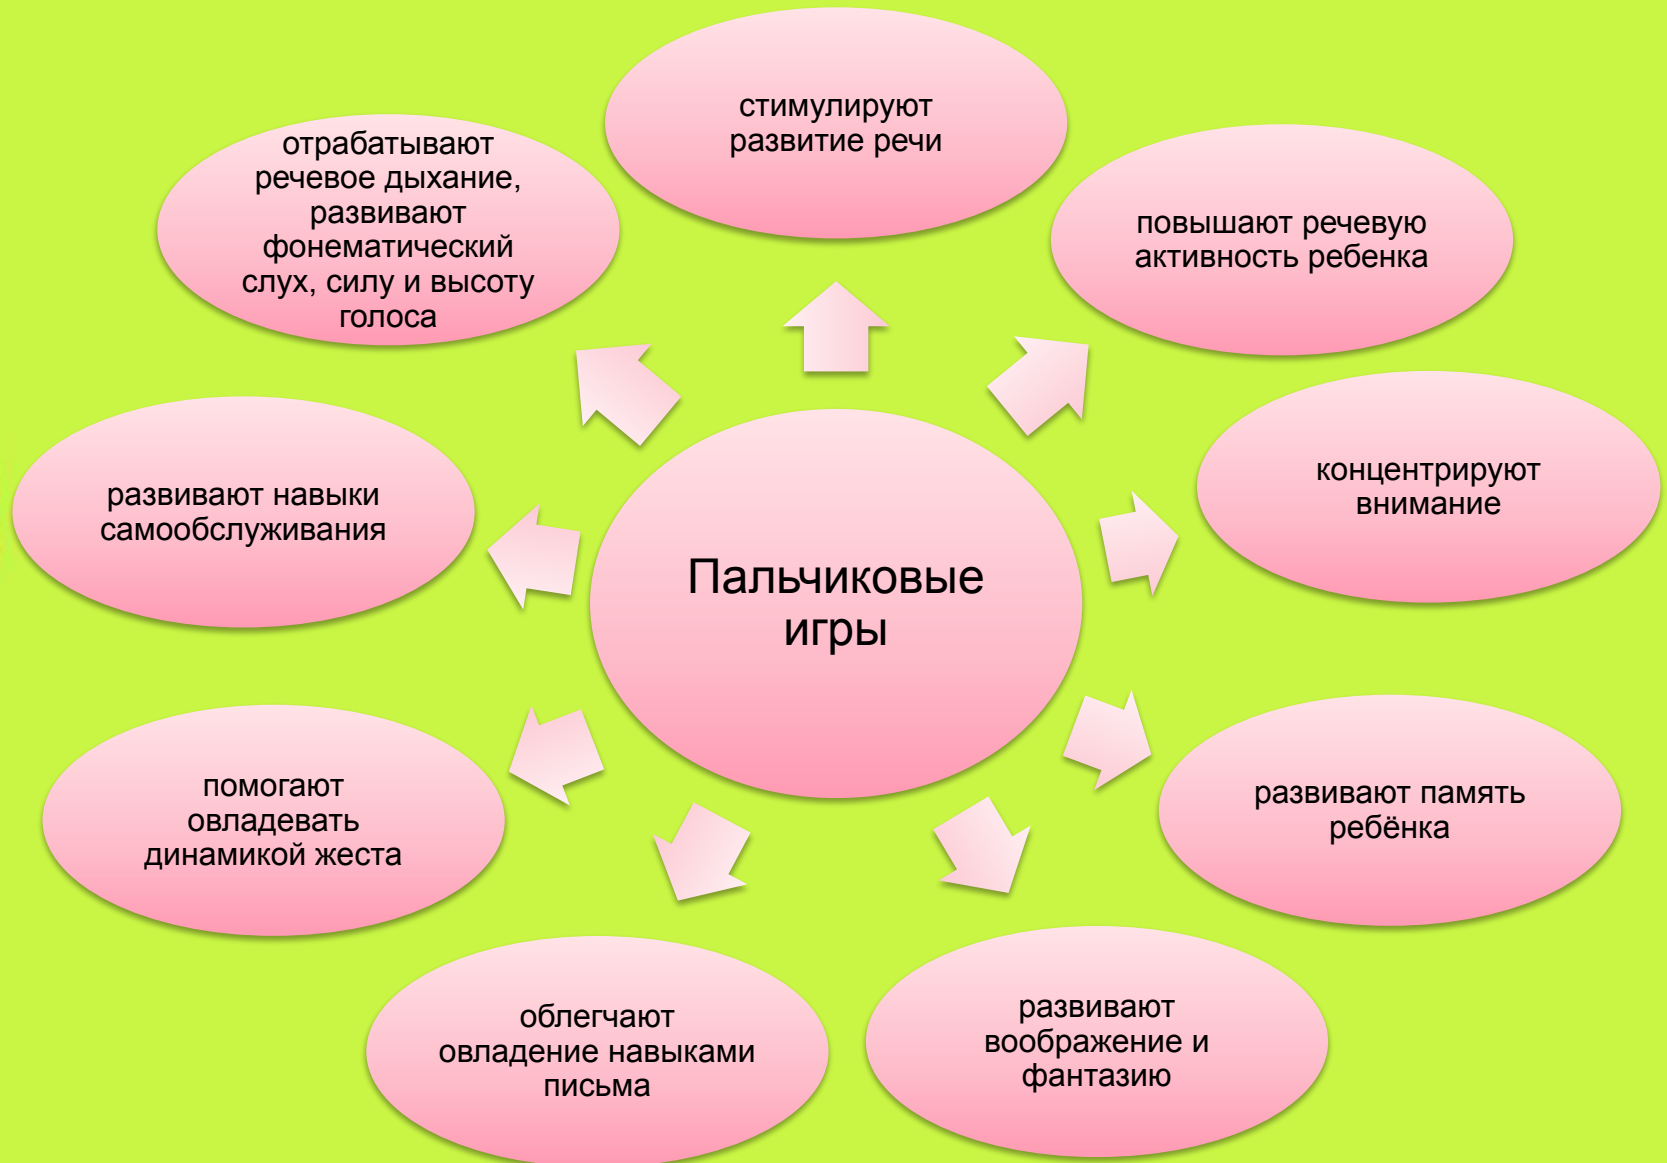 стимулируют
развитие речи
повышают речевую
активность ребенка
концентрируют
внимание
развивают память
ребёнка
развивают
воображение и
фантазию
облегчают
овладение навыками
письма
помогают
овладевать
динамикой жеста
развивают навыки
самообслуживания
отрабатывают
речевое дыхание,
развивают
фонематический
слух, силу и высоту
голоса
Пальчиковые
игры